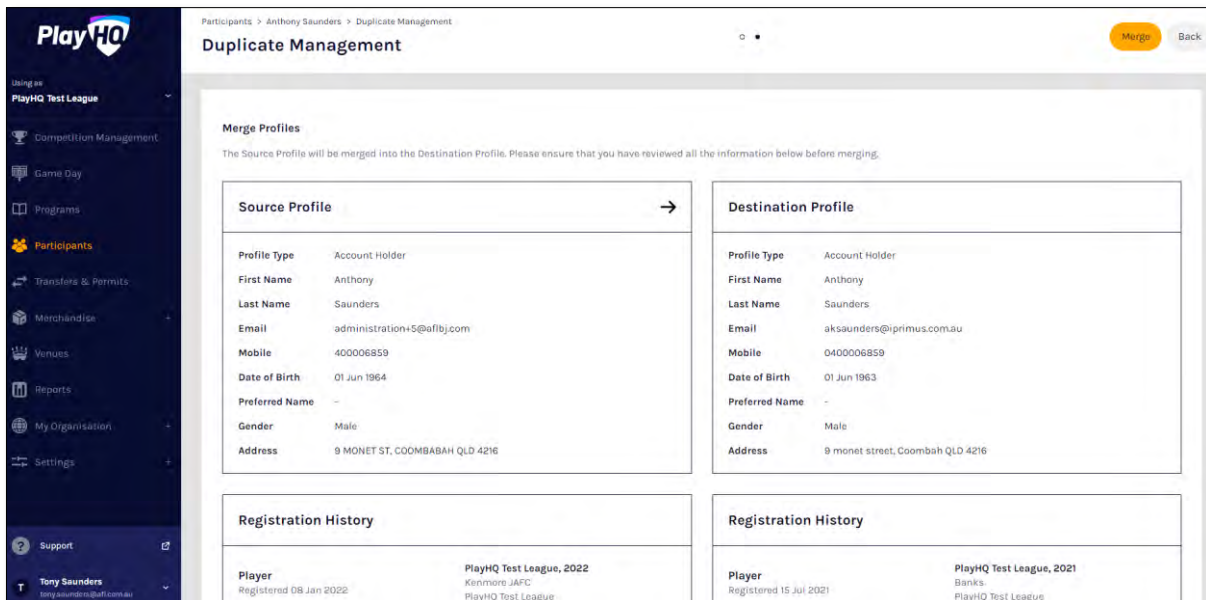 PlayHQ
Using as
PlayHQ Test League
Competition Management
Game Day
Programs
Participants
Transfers & Permits
Merchandise +
Venues
Reports
My Organisation +
Settings +
? Support
T Tony Saunders
tony.saunders@afl.com.au
Participants > Anthony Saunders > Duplicate Management
Duplicate Management
Merge Back
Merge Profiles
The Source Profile will be merged into the Destination Profile. Please ensure that you have reviewed all the information below before merging.
Source Profile →
Profile Type Account Holder
First Name Anthony
Last Name Saunders
Email administration+5@aflbj.com
Mobile 400006859
Date of Birth 01 Jun 1964
Preferred Name -
Gender Male
Address 9 MONET ST, COOMBABAH QLD 4216
Destination Profile
Profile Type Account Holder
First Name Anthony
Last Name Saunders
Email aksaunders@iprimus.com.au
Mobile 0400006859
Date of Birth 01 Jun 1963
Preferred Name -
Gender Male
Address 9 monet street, Coombah QLD 4216
Registration History
Player
Registered 08 Jan 2022
PlayHQ Test League, 2022
Kenmore JAFC
PlayHQ Test League
Registration History
Player
Registered 15 Jul 2021
PlayHQ Test League, 2021
Banks
PlayHQ Test League